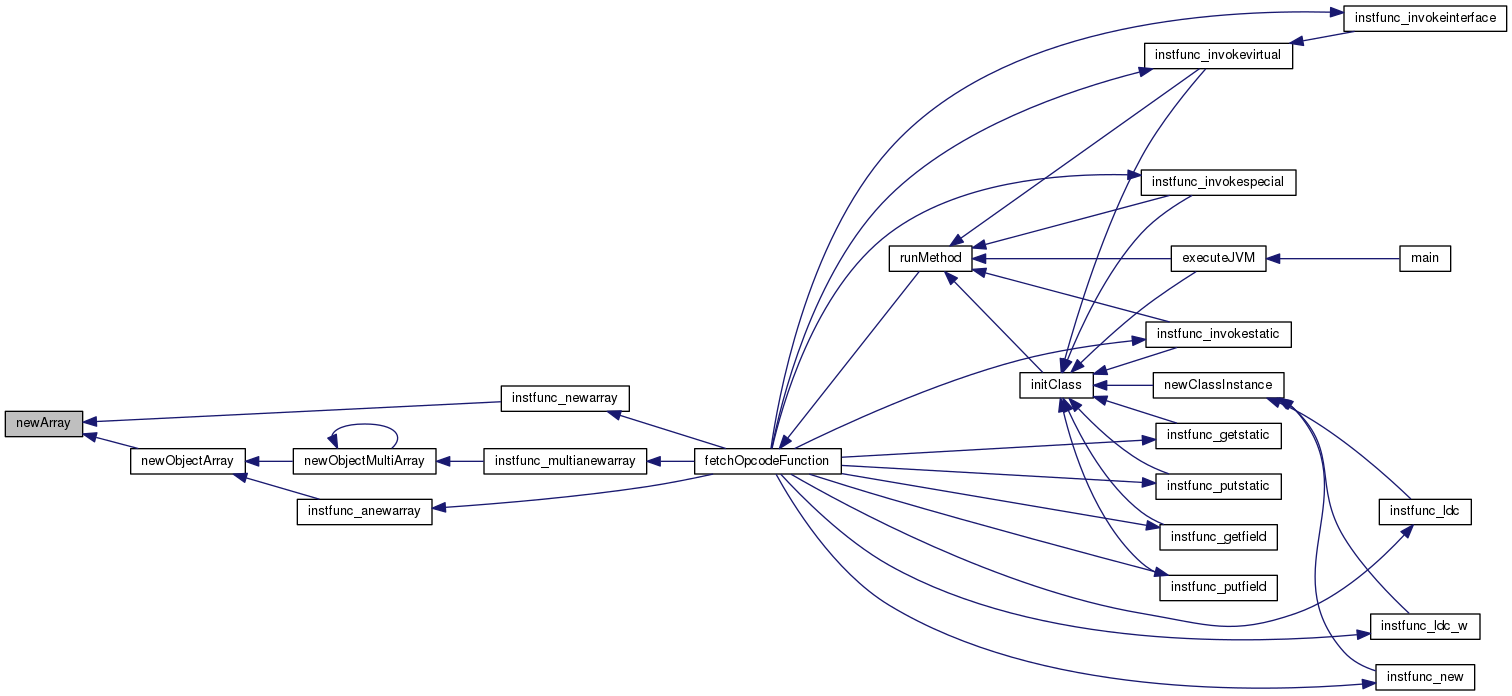 instfunc_invokeinterface
instfunc_invokevirtual
instfunc_invokespecial
runMethod
executeJVM
main
instfunc_invokestatic
initClass
newClassInstance
instfunc_newarray
newArray
instfunc_getstatic
newObjectArray
newObjectMultiArray
instfunc_multianewarray
fetchOpcodeFunction
instfunc_putstatic
instfunc_anewarray
instfunc_ldc
instfunc_getfield
instfunc_putfield
instfunc_ldc_w
instfunc_new